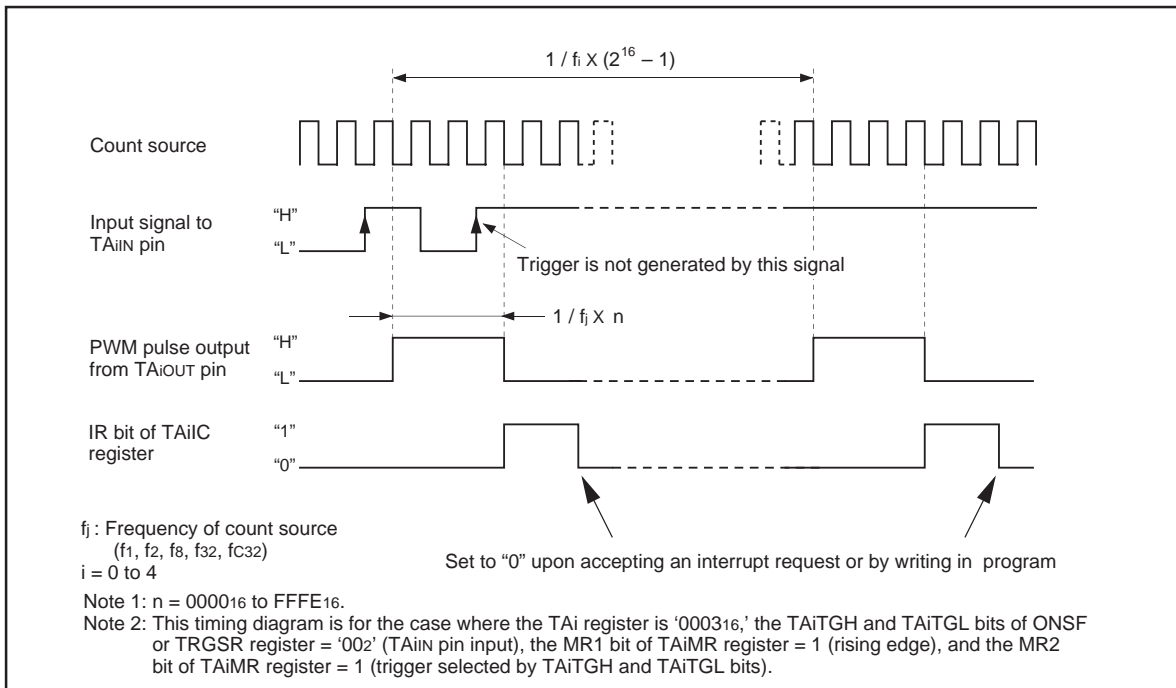 1 / fi X (2^16 – 1)
Count source
Input signal to
TAiIN pin
“H”
“L”
Trigger is not generated by this signal
1 / fj X n
PWM pulse output
from TAiOUT pin
“H”
“L”
IR bit of TAiIC
register
“1”
“0”
fj : Frequency of count source
(f1, f2, f8, f32, fC32)
i = 0 to 4
Set to “0” upon accepting an interrupt request or by writing in program
Note 1: n = 000016 to FFFE16.
Note 2: This timing diagram is for the case where the TAi register is ‘000316,’ the TAiTGH and TAiTGL bits of ONSF
or TRGSR register = ‘002’ (TAiIN pin input), the MR1 bit of TAiMR register = 1 (rising edge), and the MR2
bit of TAiMR register = 1 (trigger selected by TAiTGH and TAiTGL bits).